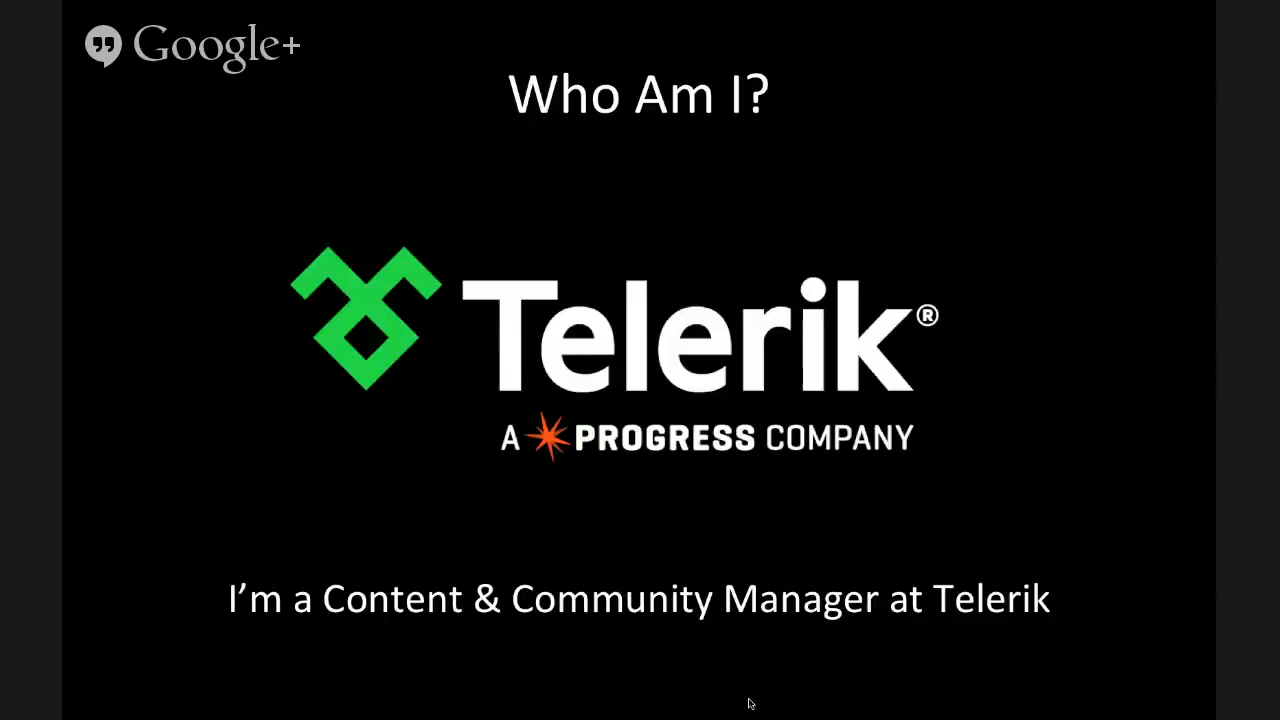 Google+
Who Am I?
Telerik®
A PROGRESS COMPANY
I’m a Content & Community Manager at Telerik